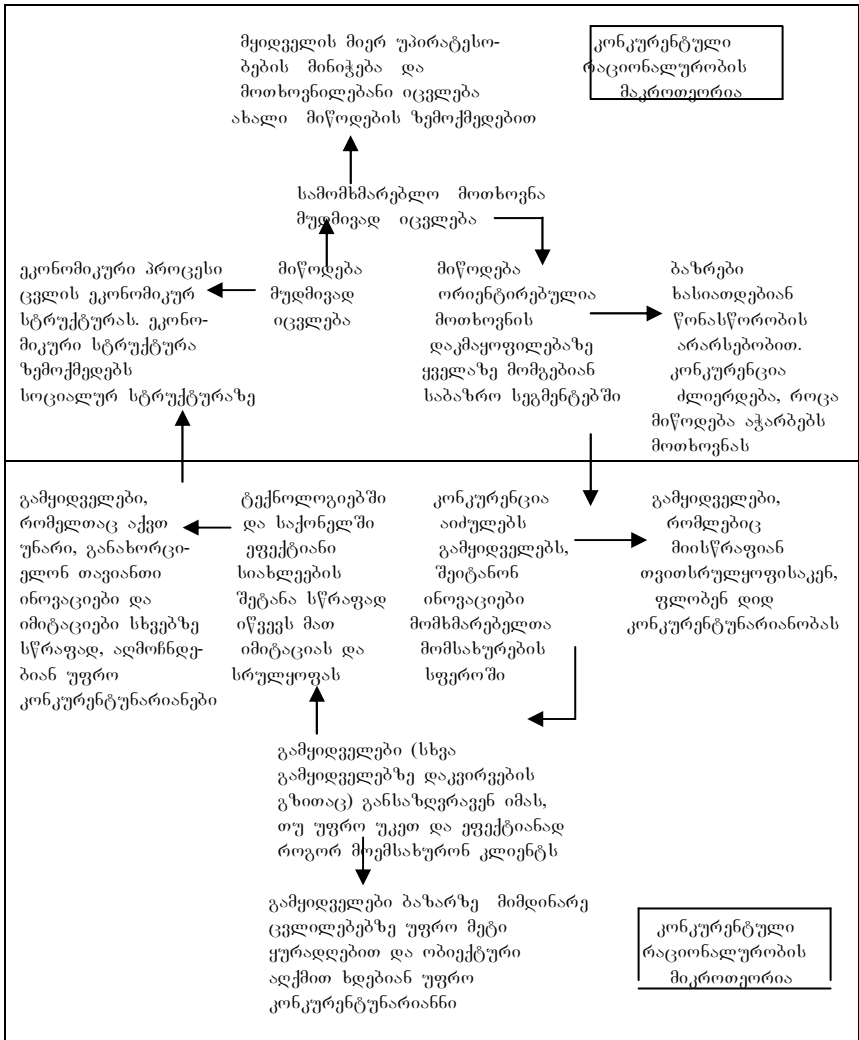 მყიდველის მიერ უპირატესო-
ბების მინიჭება და
მოთხოვნილებანი იცვლება
ახალი მიწოდების ზემოქმედებით
კონკურენტული
რაციონალურობის
მაკროთეორია
სამომხმარებლო მოთხოვნა
მუდმივად იცვლება
ეკონომიკური პროცესი
ცვლის ეკონომიკურ
სტრუქტურას. ეკონო-
მიკური სტრუქტურა
ზემოქმედებს
სოციალურ სტრუქტურაზე
მიწოდება
მუდმივად
იცვლება
მიწოდება
ორიენტირებულია
მოთხოვნის
დაკმაყოფილებაზე
ყველაზე მომგებიან
საბაზრო სეგმენტებში
ბაზრები
ხასიათდებიან
წონასწორობის
არარსებობით.
კონკურენცია
ძლიერდება, როცა
მიწოდება აჭარბებს
მოთხოვნას
გამყიდველები,
რომელთაც აქვთ
უნარი, განახორცი-
ელონ თავიანთი
ინოვაციები და
იმიტაციები სხვებზე
სწრაფად, აღმოჩნდე-
ბიან უფრო
კონკურენტუნარიანები
ტექნოლოგიებში
და საქონელში
ეფექტიანი
სიახლეების
შეტანა სწრაფად
იწვევს მათ
იმიტაციას და
სრულყოფას
კონკურენცია
აიძულებს
გამყიდველებს,
შეიტანონ
ინოვაციები
მომხმარებელთა
მომსახურების
სფეროში
გამყიდველები,
რომლებიც
მიისწრაფიან
თვითსრულყოფისაკენ,
ფლობენ დიდ
კონკურენტუნარიანობას
გამყიდველები (სხვა
გამყიდველებზე დაკვირვების
გზითაც) განსაზღვრავენ იმას,
თუ უფრო უკეთ და ეფექტიანად
როგორ მოემსახურონ კლიენტს
გამყიდველები ბაზარზე მიმდინარე
ცვლილებებზე უფრო მეტი
ყურადღებით და ობიექტური
აღქმით ხდებიან უფრო
კონკურენტუნარიანნი
კონკურენტული
რაციონალურობის
მიკროთეორია